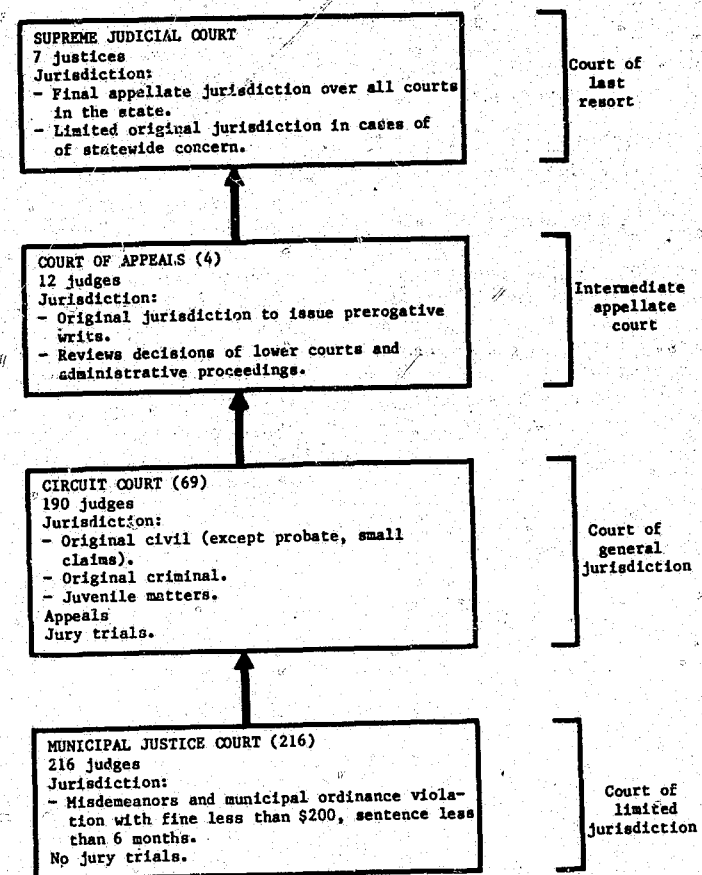 SUPREME JUDICIAL COURT
7 justices
Jurisdiction:
- Final appellate jurisdiction over all courts
in the state.
- Limited original jurisdiction in cases of
of statewide concern.
Court of
last
resort
COURT OF APPEALS (4)
12 judges
Jurisdiction:
- Original jurisdiction to issue prerogative
writs.
- Reviews decisions of lower courts and
administrative proceedings.
Intermediate
appellate
court
CIRCUIT COURT (69)
190 judges
Jurisdiction:
- Original civil (except probate, small
claims).
- Original criminal.
- Juvenile matters.
Appeals
Jury trials.
Court of
general
jurisdiction
MUNICIPAL JUSTICE COURT (216)
216 judges
Jurisdiction:
- Misdemeanors and municipal ordinance viola-
tion with fine less than $200, sentence less
than 6 months.
No jury trials.
Court of
limited
jurisdiction